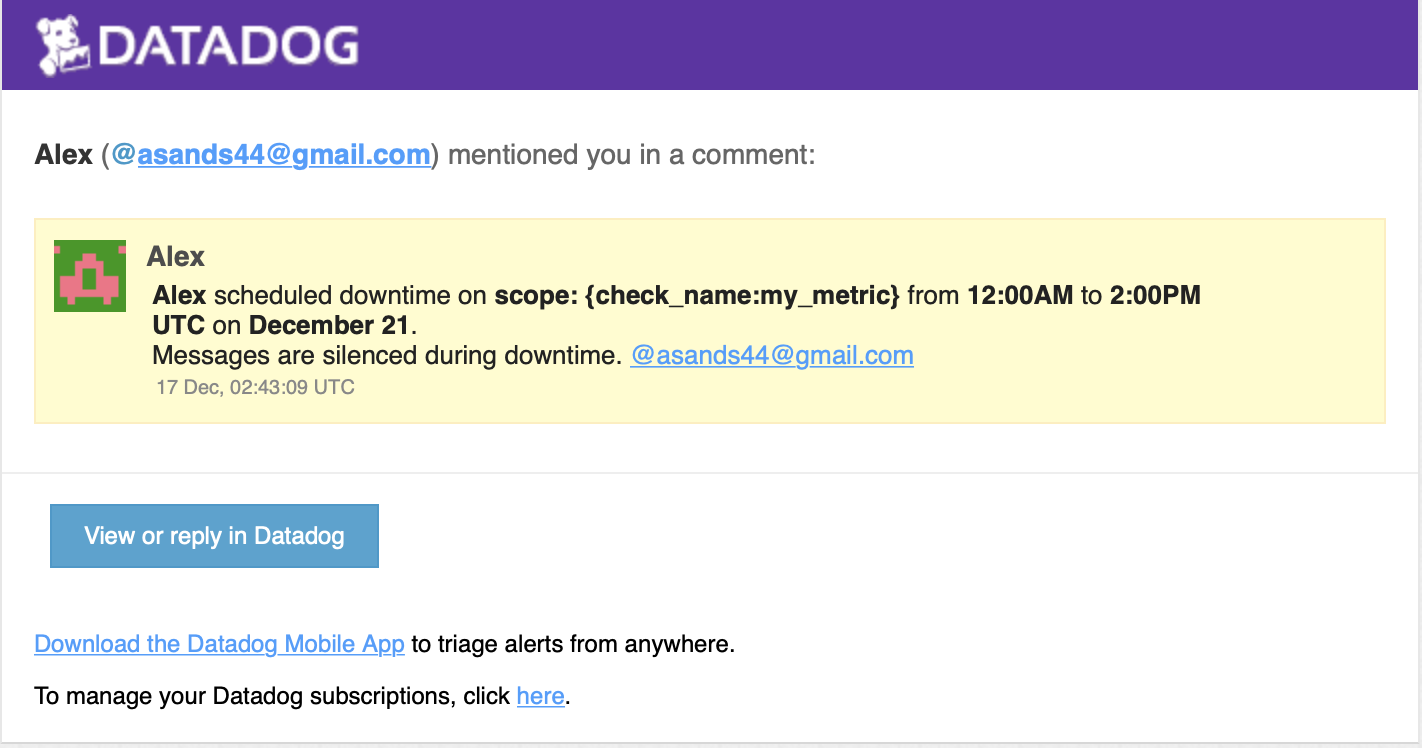 DATADOG
Alex (@asands44@gmail.com) mentioned you in a comment:
Alex
Alex scheduled downtime on scope: {check_name:my_metric} from 12:00AM to 2:00PM
UTC on December 21.
Messages are silenced during downtime. @asands44@gmail.com
17 Dec, 02:43:09 UTC
View or reply in Datadog
Download the Datadog Mobile App to triage alerts from anywhere.
To manage your Datadog subscriptions, click here.